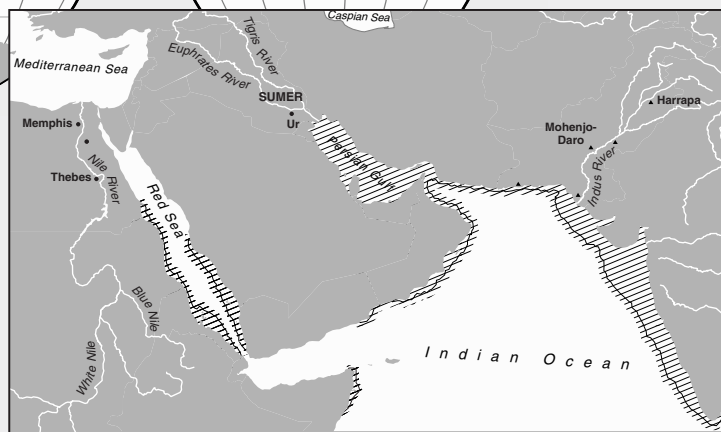 Caspian Sea
Tigris River
Euphrates River
Mediterranean Sea
SUMER
Ur
Harrapa
Memphis
Mohenjo-
Daro
Persian Gulf
Nile
River
Thebes
Indus River
Red Sea
Blue Nile
White Nile
Indian Ocean